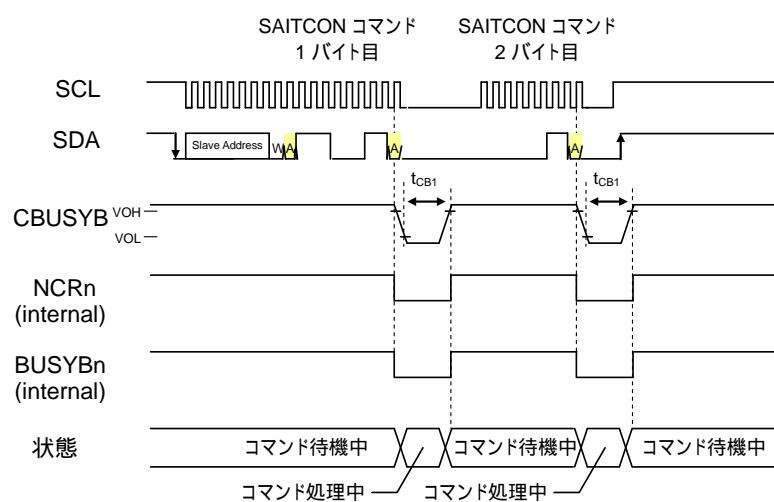 SAITCON コマンド
1 バイト目
SAITCON コマンド
2 バイト目
SCL
SDA
Slave Address
W
A
A
A
tCB1
tCB1
CBUSYB
VOH
VOL
NCRn
(internal)
BUSYBn
(internal)
状態
コマンド待機中
コマンド待機中
コマンド待機中
コマンド処理中
コマンド処理中